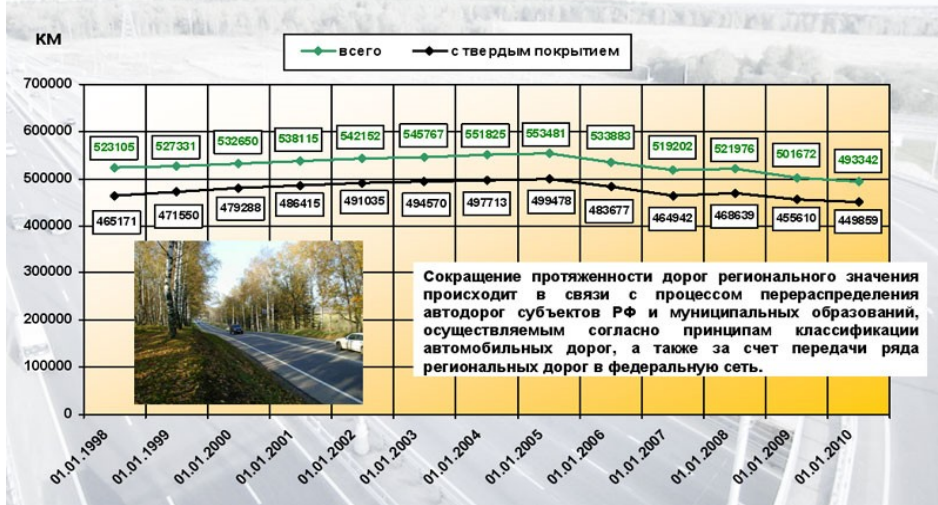 км
всего
с твердым покрытием
700000
600000
500000
400000
300000
200000
100000
0
523105 527331 532650 538115 542152 545767 551825 553481 533883 519202 521976 501672 493342
465171 471550 479288 486415 491035 494570 497713 499478 483677 464942 468639 455610 449859
Сокращение протяженности дорог регионального значения
происходит в связи с процессом перераспределения
автодорог субъектов РФ и муниципальных образований,
осуществляемым согласно принципам классификации
автомобильных дорог, а также за счет передачи ряда
региональных дорог в федеральную сеть.
01.01.1998 01.01.1999 01.01.2000 01.01.2001 01.01.2002 01.01.2003 01.01.2004 01.01.2005 01.01.2006 01.01.2007 01.01.2008 01.01.2009 01.01.2010